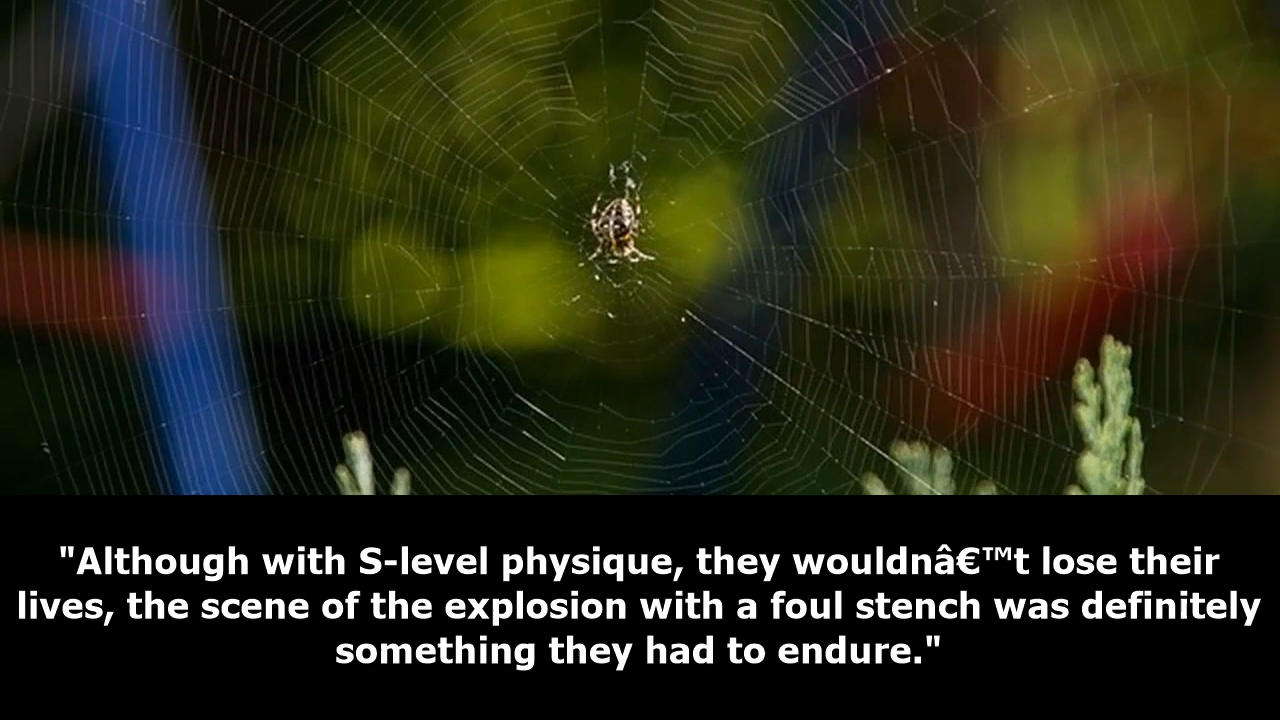 "Although with S-level physique, they wouldnâ€™t lose their
lives, the scene of the explosion with a foul stench was definitely
something they had to endure."